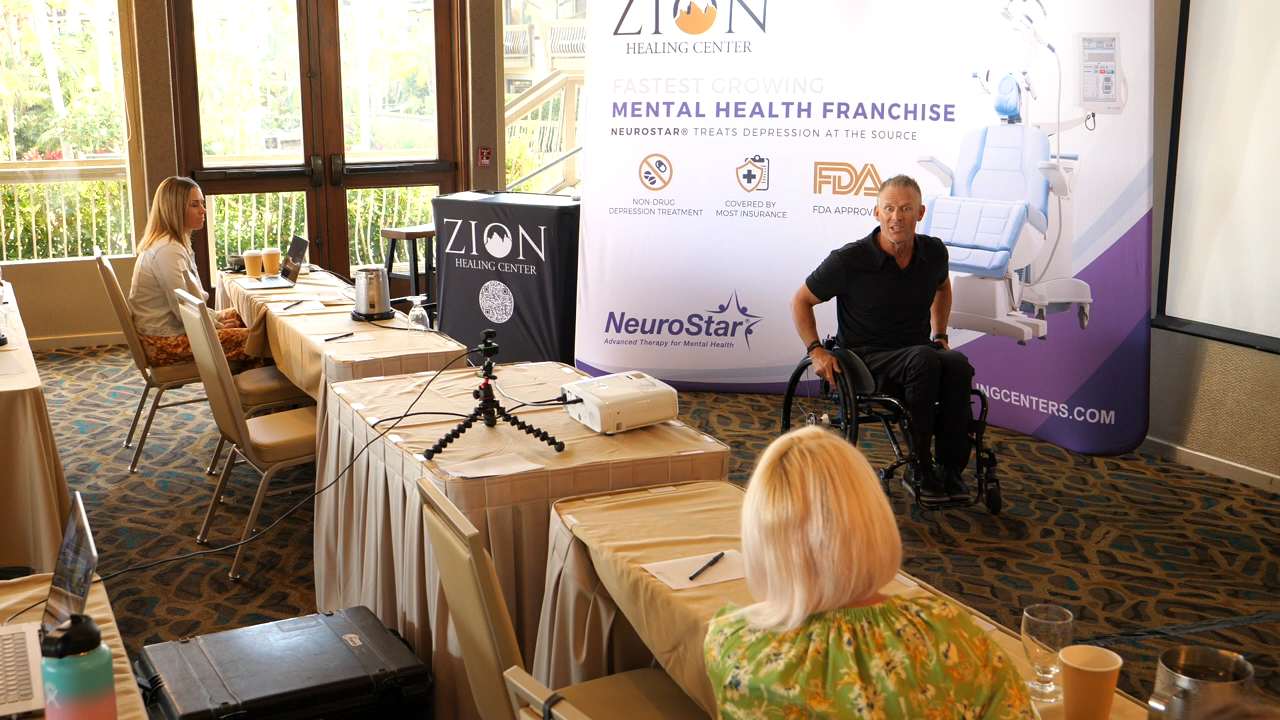 ZION
HEALING CENTER
FASTEST GROWING
MENTAL HEALTH FRANCHISE
NEUROSTAR® TREATS DEPRESSION AT THE SOURCE
NON-DRUG
DEPRESSION TREATMENT
COVERED BY
MOST INSURANCE
FDA
FDA APPROV
NeuroStar®
Advanced Therapy for Mental Health
INGCENTERS.COM
ZION
HEALING CENTER